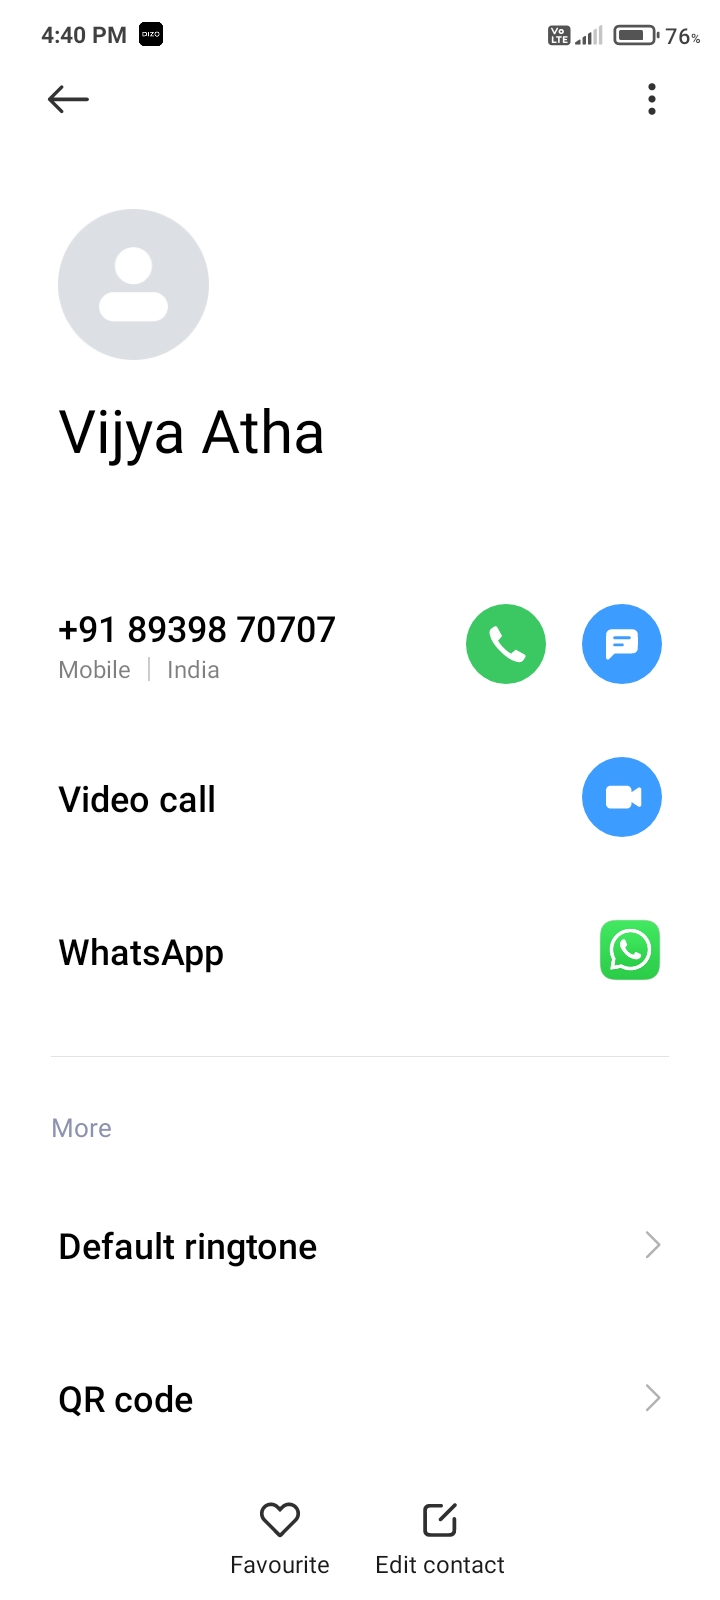 4:40 PM DIZO Vo LTE 76%
Vijya Atha
+91 89398 70707
Mobile | India
Video call
WhatsApp
More
Default ringtone
QR code
Favourite Edit contact